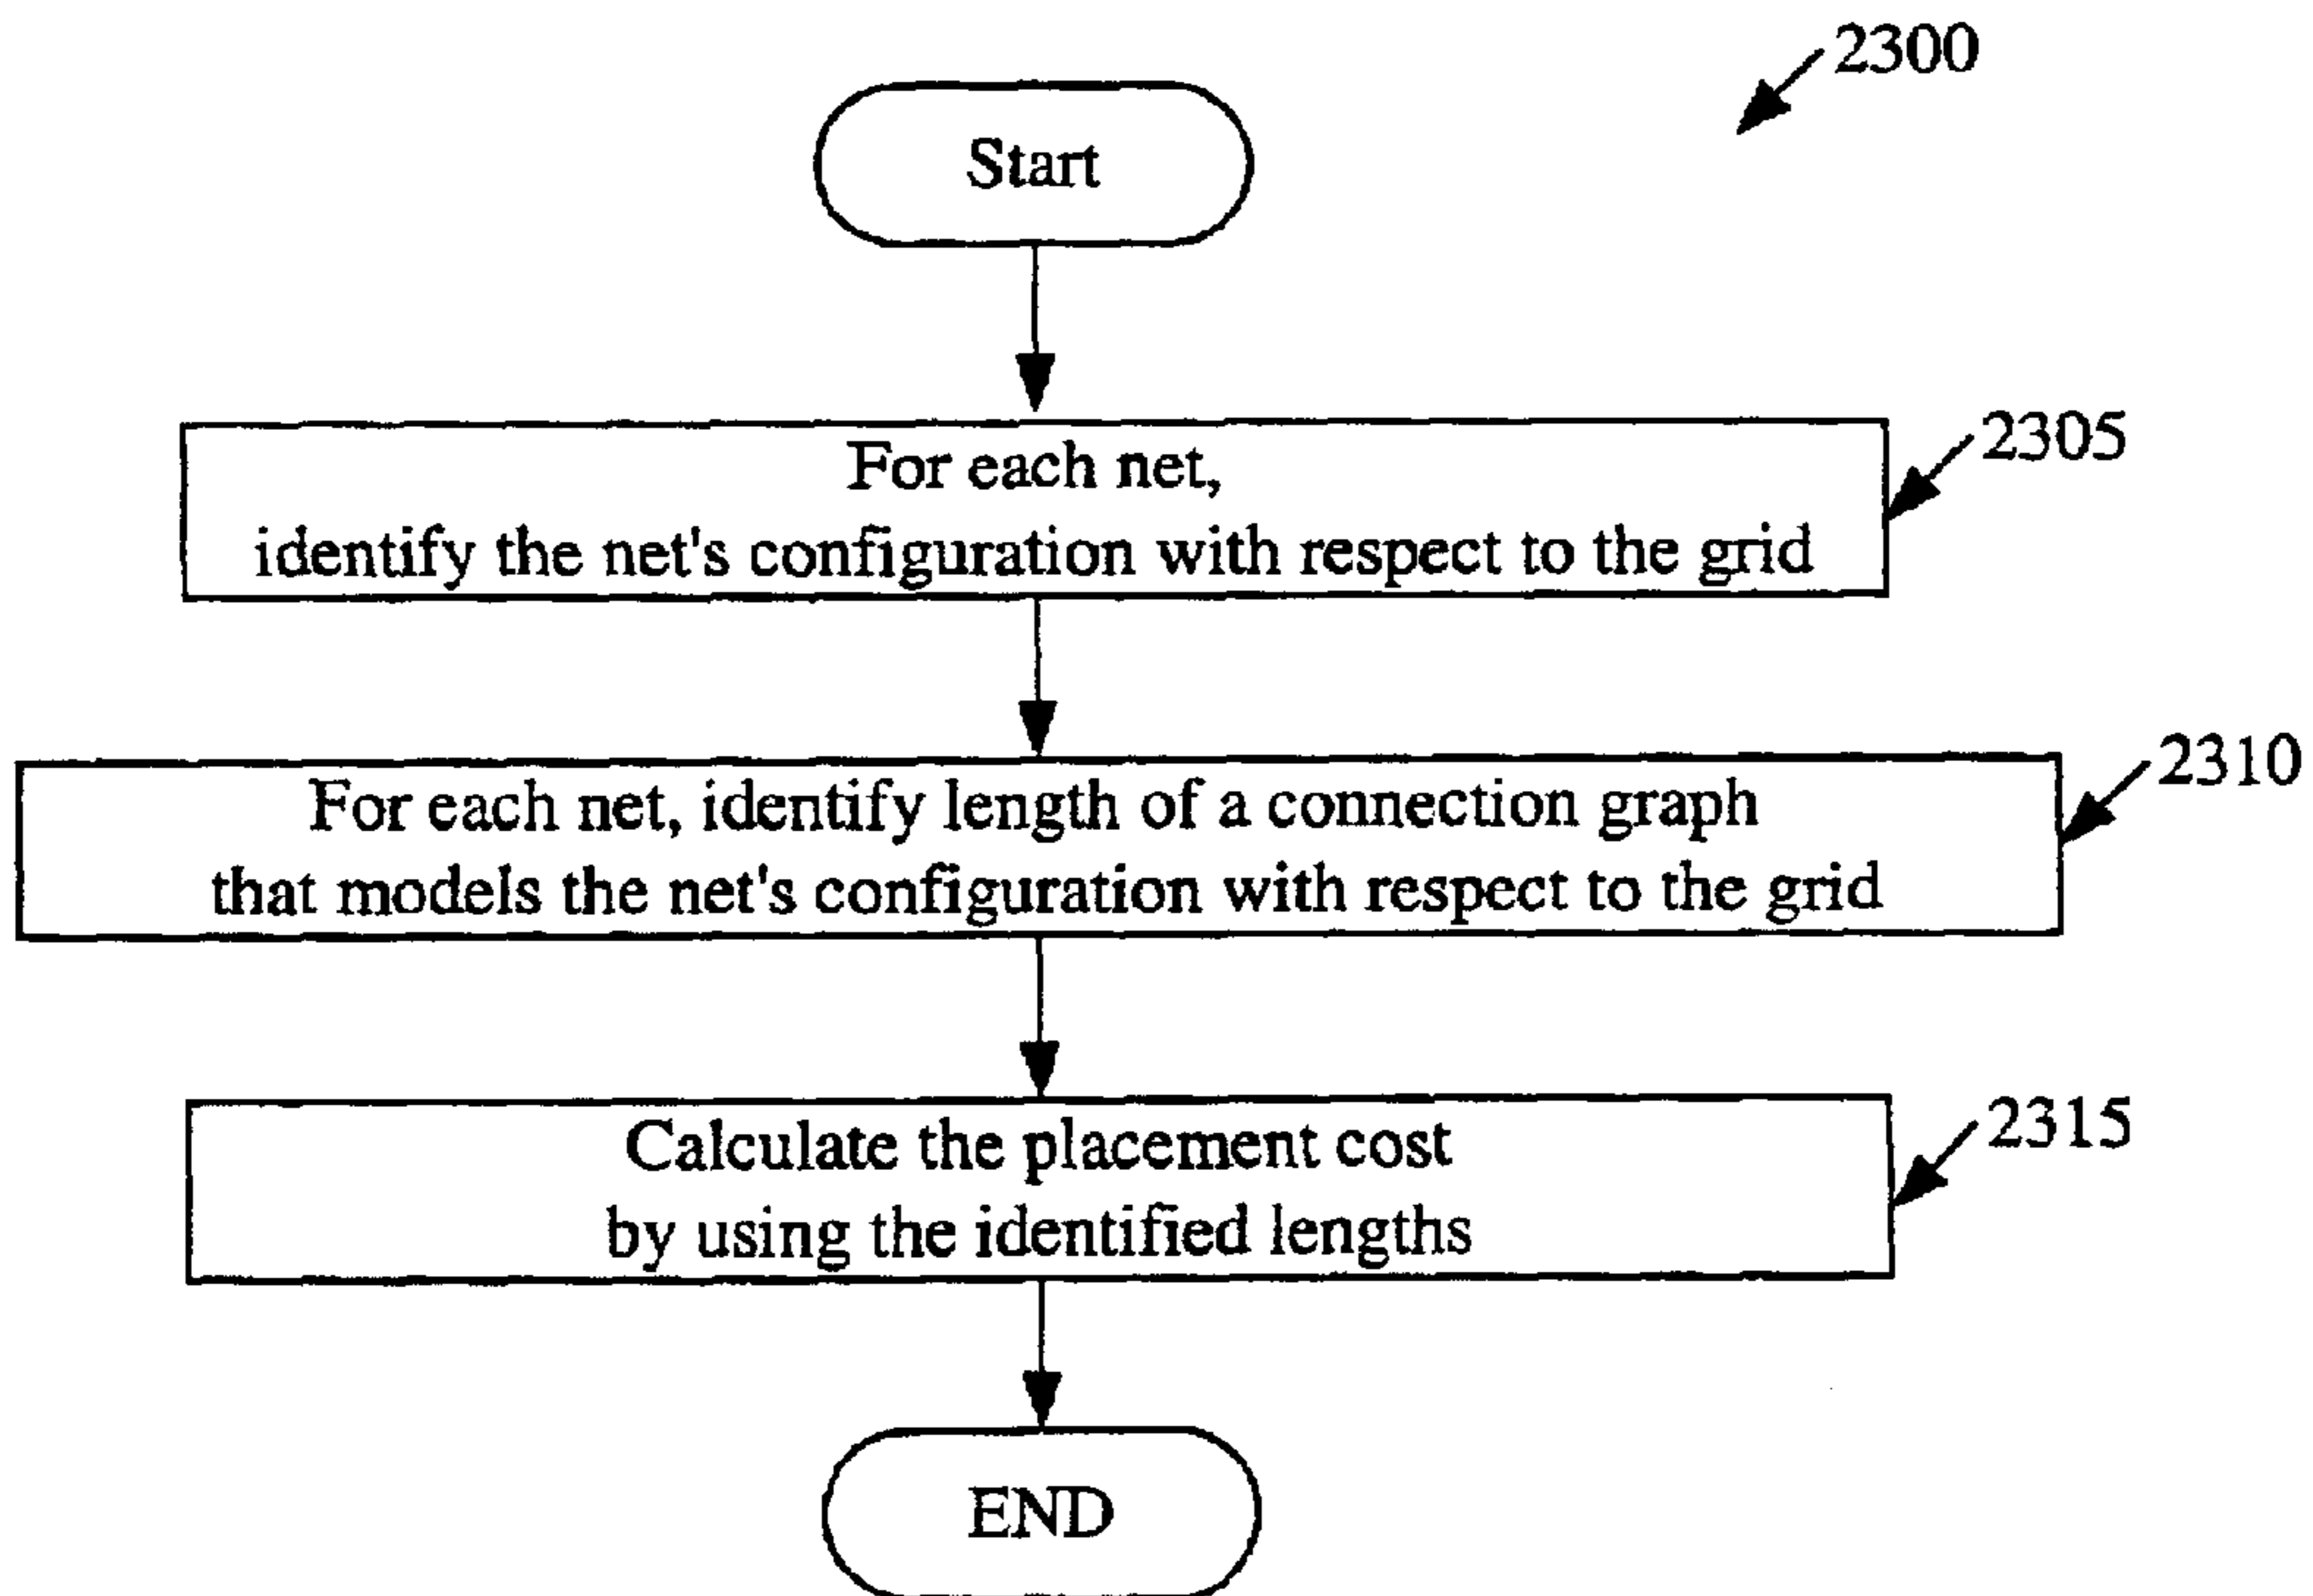 2300
Start
2305
For each net,
identify the net's configuration with respect to the grid
2310
For each net, identify length of a connection graph
that models the net's configuration with respect to the grid
2315
Calculate the placement cost
by using the identified lengths
END